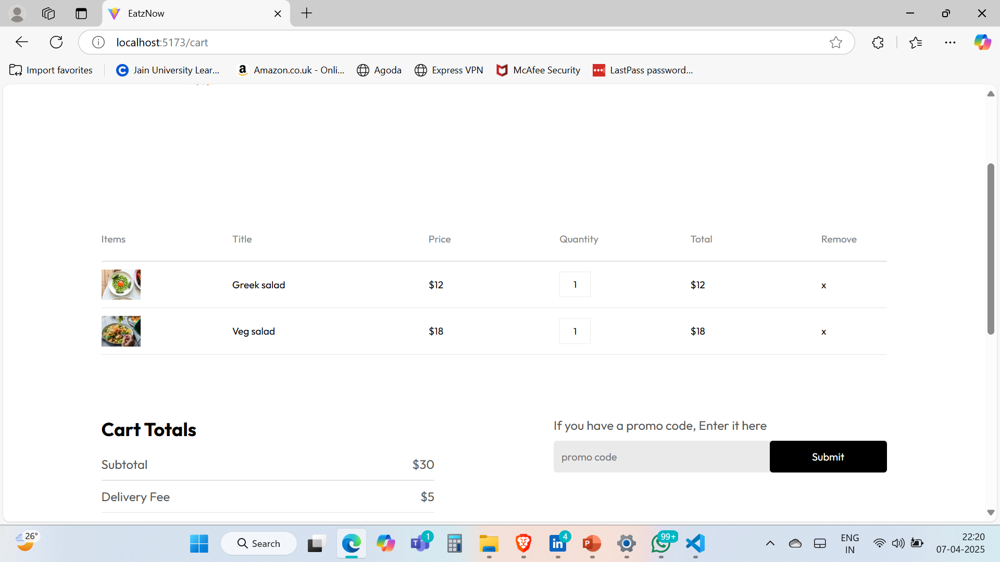 EatzNow
localhost:5173/cart
Import favorites
Jain University Lear...
Amazon.co.uk - Onli...
Agoda
Express VPN
McAfee Security
LastPass password...
Items Title Price Quantity Total Remove
Greek salad $12 1 $12 x
Veg salad $18 1 $18 x
Cart Totals
If you have a promo code, Enter it here
promo code Submit
Subtotal $30
Delivery Fee $5
26°
Search
1
4
99+
ENG
IN
22:20
07-04-2025